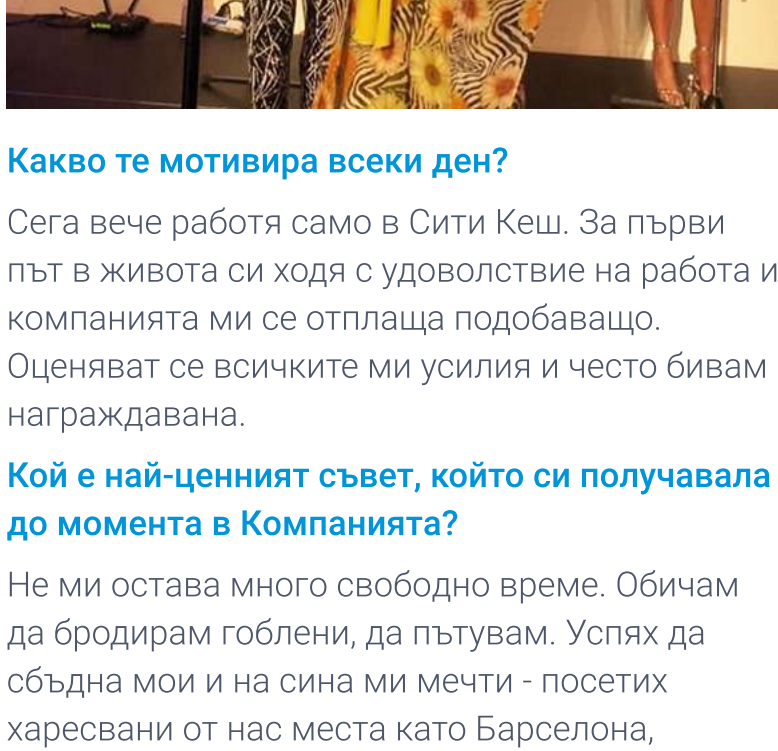 Какво те мотивира всеки ден?
Сега вече работя само в Сити Кеш. За първи
път в живота си ходя с удоволствие на работа и
компанията ми се отплаща подобаващо.
Оценяват се всичките ми усилия и често бивам
награждавана.
Кой е най-ценният съвет, който си получавала
до момента в Компанията?
Не ми остава много свободно време. Обичам
да бродирам гоблени, да пътувам. Успях да
сбъдна мои и на сина ми мечти - посетих
харесвани от нас места като Барселона,